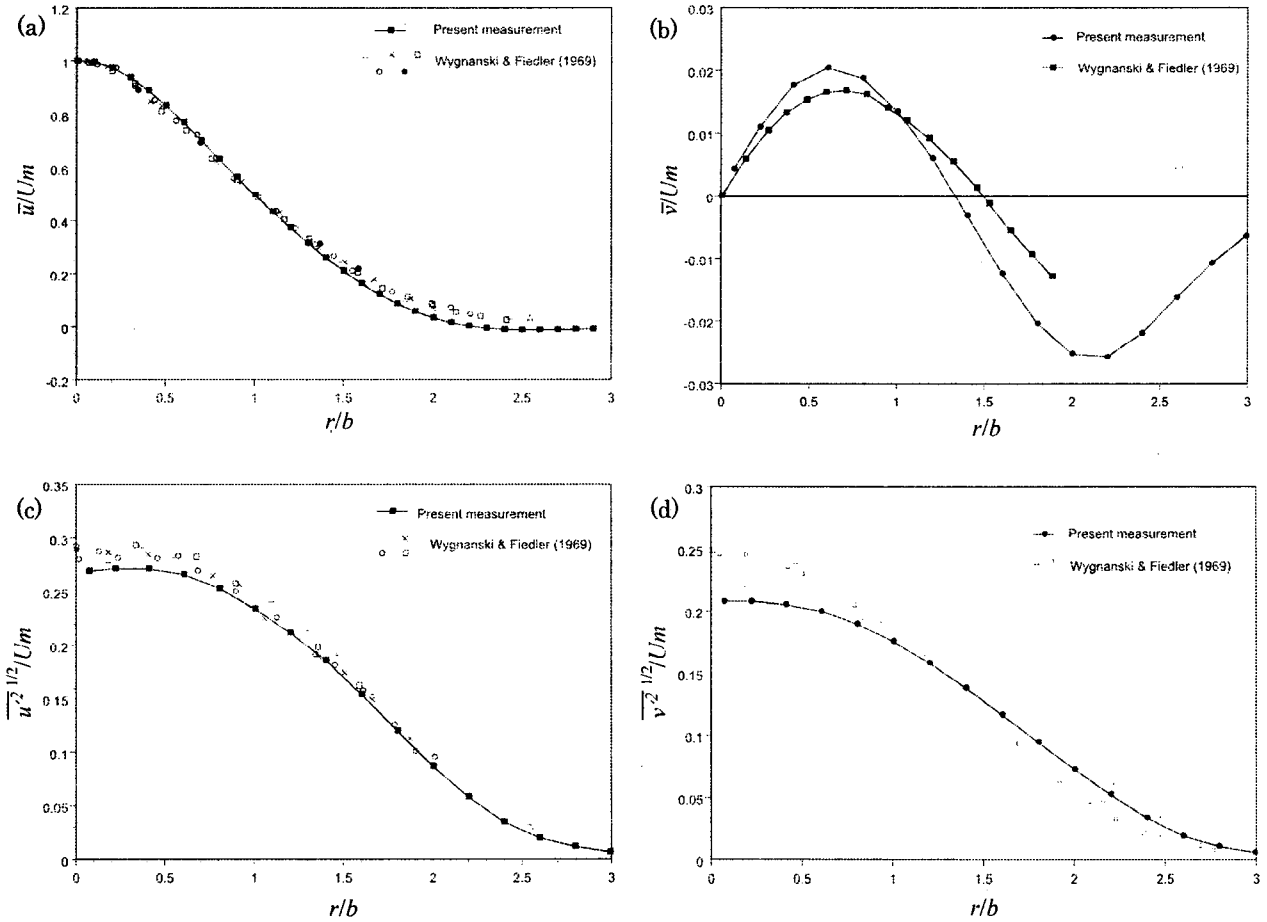 (a)
1.2
1
0.8
0.6
0.4
0.2
0
-0.2
u̅/Um
0
0.5
1
1.5
2
2.5
3
r/b
Present measurement
Wygnanski & Fiedler (1969)
(b)
0.03
0.02
0.01
0
-0.01
-0.02
-0.03
v̅/Um
0
0.5
1
1.5
2
2.5
3
r/b
Present measurement
Wygnanski & Fiedler (1969)
(c)
0.35
0.3
0.25
0.2
0.15
0.1
0.05
0
u'² 1/2/Um
0
0.5
1
1.5
2
2.5
3
r/b
Present measurement
Wygnanski & Fiedler (1969)
(d)
0.3
0.25
0.2
0.15
0.1
0.05
0
v'² 1/2/Um
0
0.5
1
1.5
2
2.5
3
r/b
Present measurement
Wygnanski & Fiedler (1969)